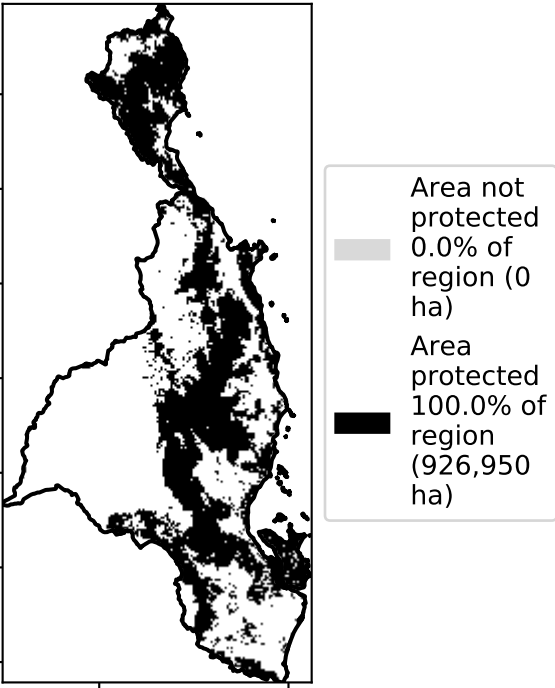 Area not
protected
0.0% of
region (0
ha)
Area
protected
100.0% of
region
(926,950
ha)